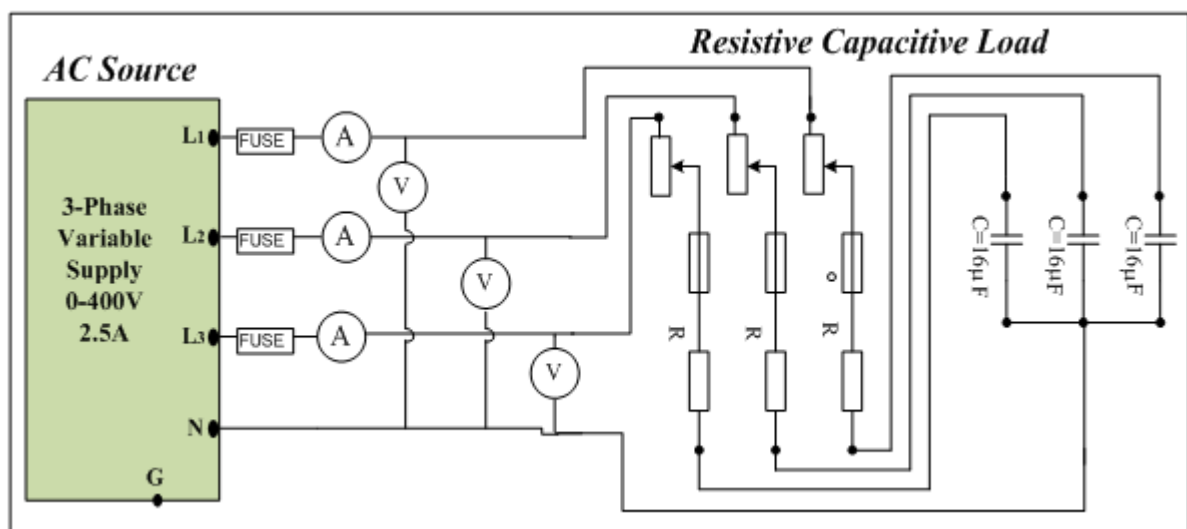 Resistive Capacitive Load
AC Source
L1
FUSE
A
V
3-Phase
Variable
Supply
0-400V
2.5A
L2
FUSE
A
V
L3
FUSE
A
V
N
G
R
R
R
C=16µF
C=16µF
C=16µF